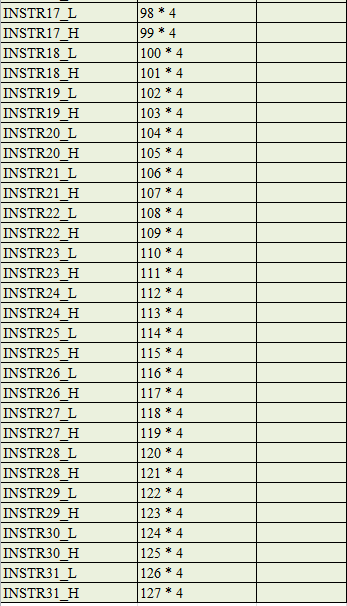 INSTR17_L 98 * 4
INSTR17_H 99 * 4
INSTR18_L 100 * 4
INSTR18_H 101 * 4
INSTR19_L 102 * 4
INSTR19_H 103 * 4
INSTR20_L 104 * 4
INSTR20_H 105 * 4
INSTR21_L 106 * 4
INSTR21_H 107 * 4
INSTR22_L 108 * 4
INSTR22_H 109 * 4
INSTR23_L 110 * 4
INSTR23_H 111 * 4
INSTR24_L 112 * 4
INSTR24_H 113 * 4
INSTR25_L 114 * 4
INSTR25_H 115 * 4
INSTR26_L 116 * 4
INSTR26_H 117 * 4
INSTR27_L 118 * 4
INSTR27_H 119 * 4
INSTR28_L 120 * 4
INSTR28_H 121 * 4
INSTR29_L 122 * 4
INSTR29_H 123 * 4
INSTR30_L 124 * 4
INSTR30_H 125 * 4
INSTR31_L 126 * 4
INSTR31_H 127 * 4